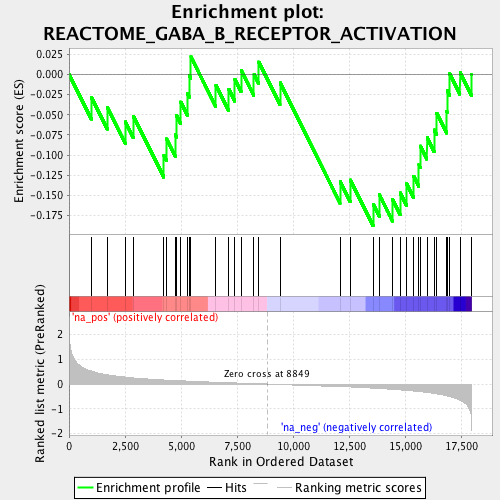 Enrichment plot:
REACTOME_GABA_B_RECEPTOR_ACTIVATION
Enrichment score (ES)
0.025
0.000
-0.025
-0.050
-0.075
-0.100
-0.125
-0.150
-0.175
'na_pos' (positively correlated)
Ranked list metric (PreRanked)
2
1
0
-1
-2
Zero cross at 8849
'na_neg' (negatively correlated)
0
2,500
5,000
7,500
10,000
12,500
15,000
17,500
Rank in Ordered Dataset
Enrichment profile
Hits
Ranking metric scores